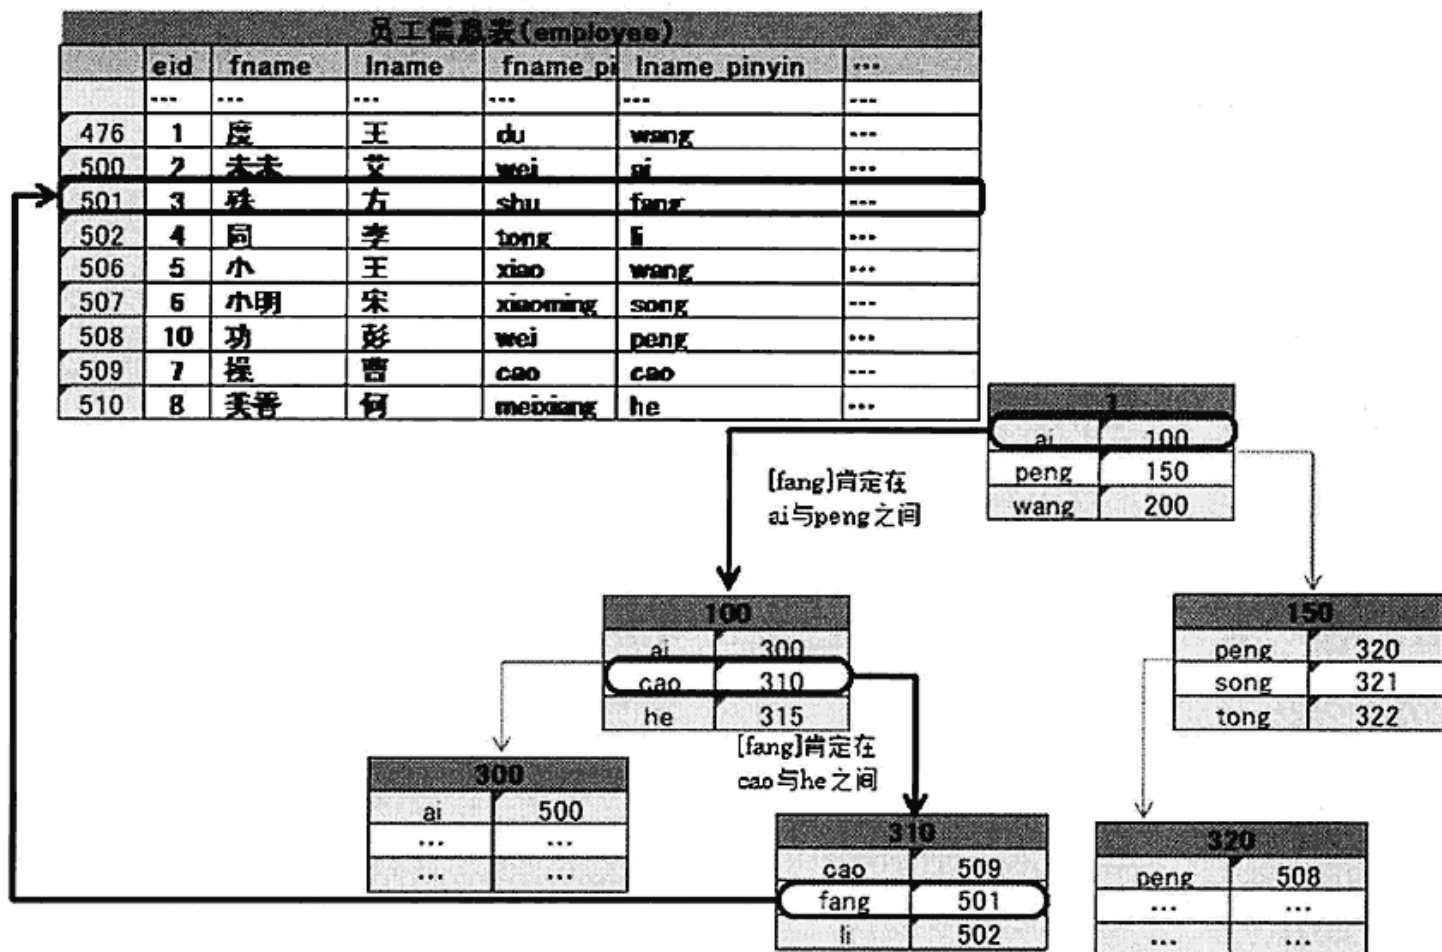 员工信息表(employee)
eid fname lname fname_pi lname_pinyin ...
... ... ... ... ... ...
476 1 度 王 du wang ...
500 2 未未 艾 wei ai ...
501 3 方 shu fang ...
502 4 同 李 tong li ...
506 5 小 王 xiao wang ...
507 6 小明 宋 xiaoming song ...
508 10 功 彭 wei peng ...
509 7 操 曹 cao cao ...
510 8 美香 何 meixiang he ...
1
ai 100
peng 150
wang 200
[fang]肯定在
ai与peng之间
100
ai 300
cao 310
he 315
150
peng 320
song 321
tong 322
[fang]肯定在
cao与he之间
300
ai 500
... ...
... ...
310
cao 509
fang 501
li 502
320
peng 508
... ...
... ...